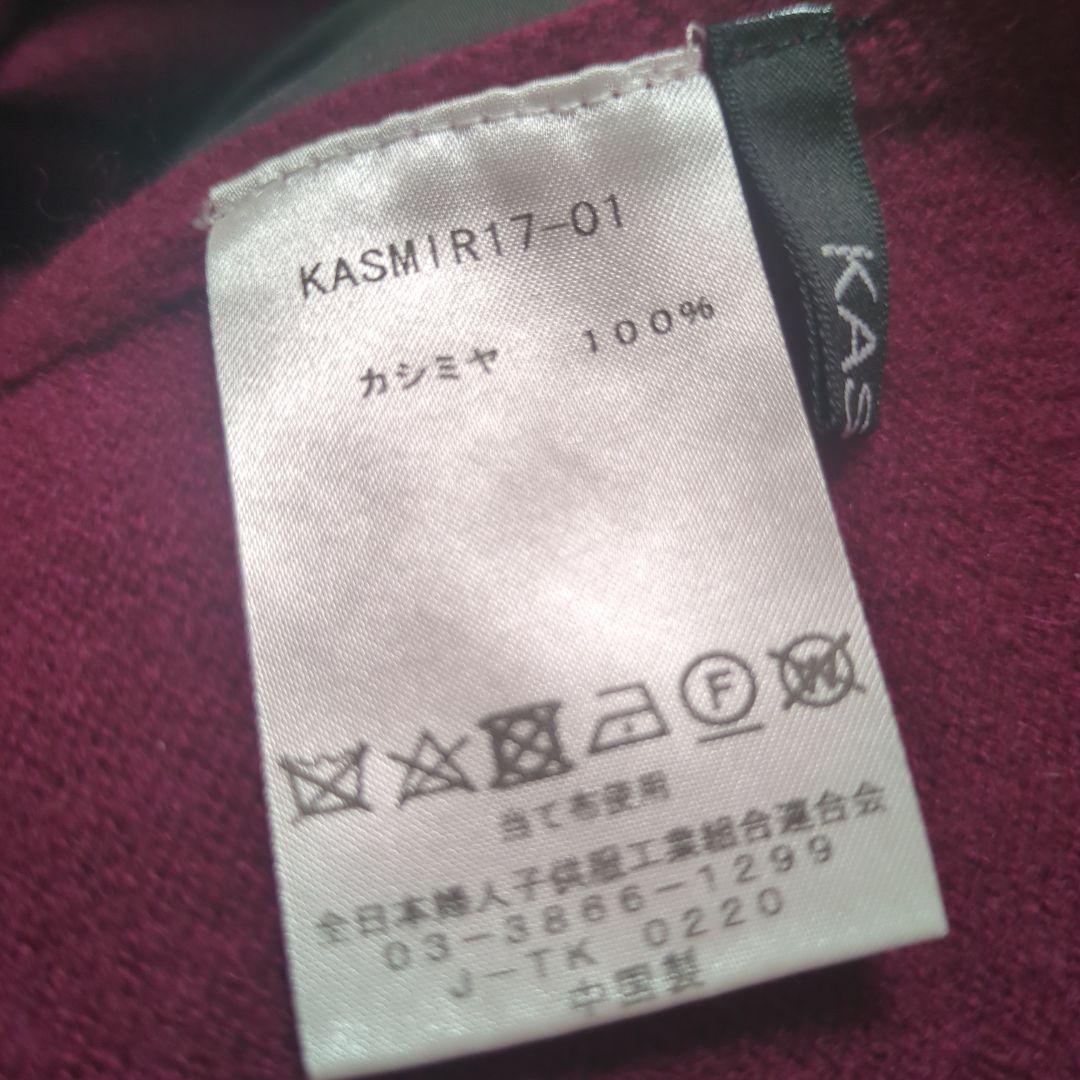 KASMIR17-01
カシミヤ 100%
F
W
当て布使用
全日本婦人子供服工業組合連合会
03-3866-1299
J-TK 0220
中国製
KAS